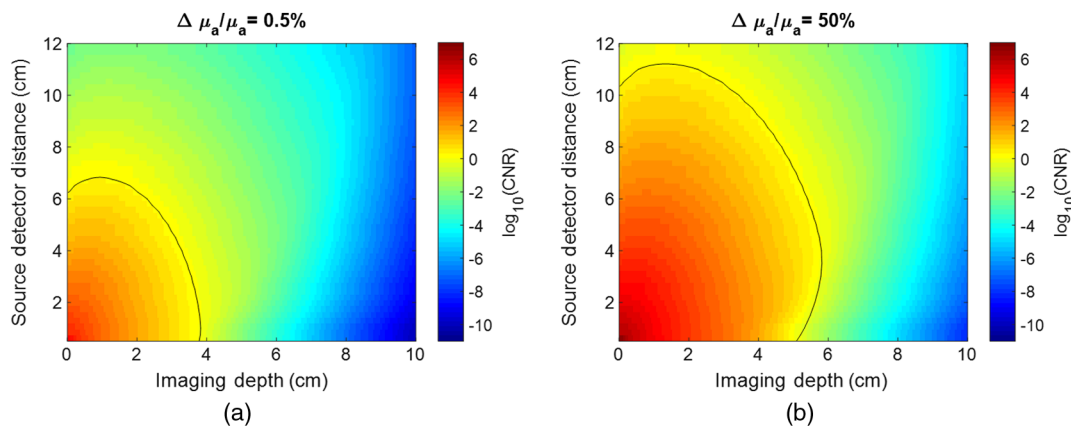 Δ μa/μa= 0.5%
12
10
8
6
4
2
0 2 4 6 8 10
Source detector distance (cm)
Imaging depth (cm)
6
4
2
0
-2
-4
-6
-8
-10
log10(CNR)
(a)
Δ μa/μa= 50%
12
10
8
6
4
2
0 2 4 6 8 10
Source detector distance (cm)
Imaging depth (cm)
6
4
2
0
-2
-4
-6
-8
-10
log10(CNR)
(b)